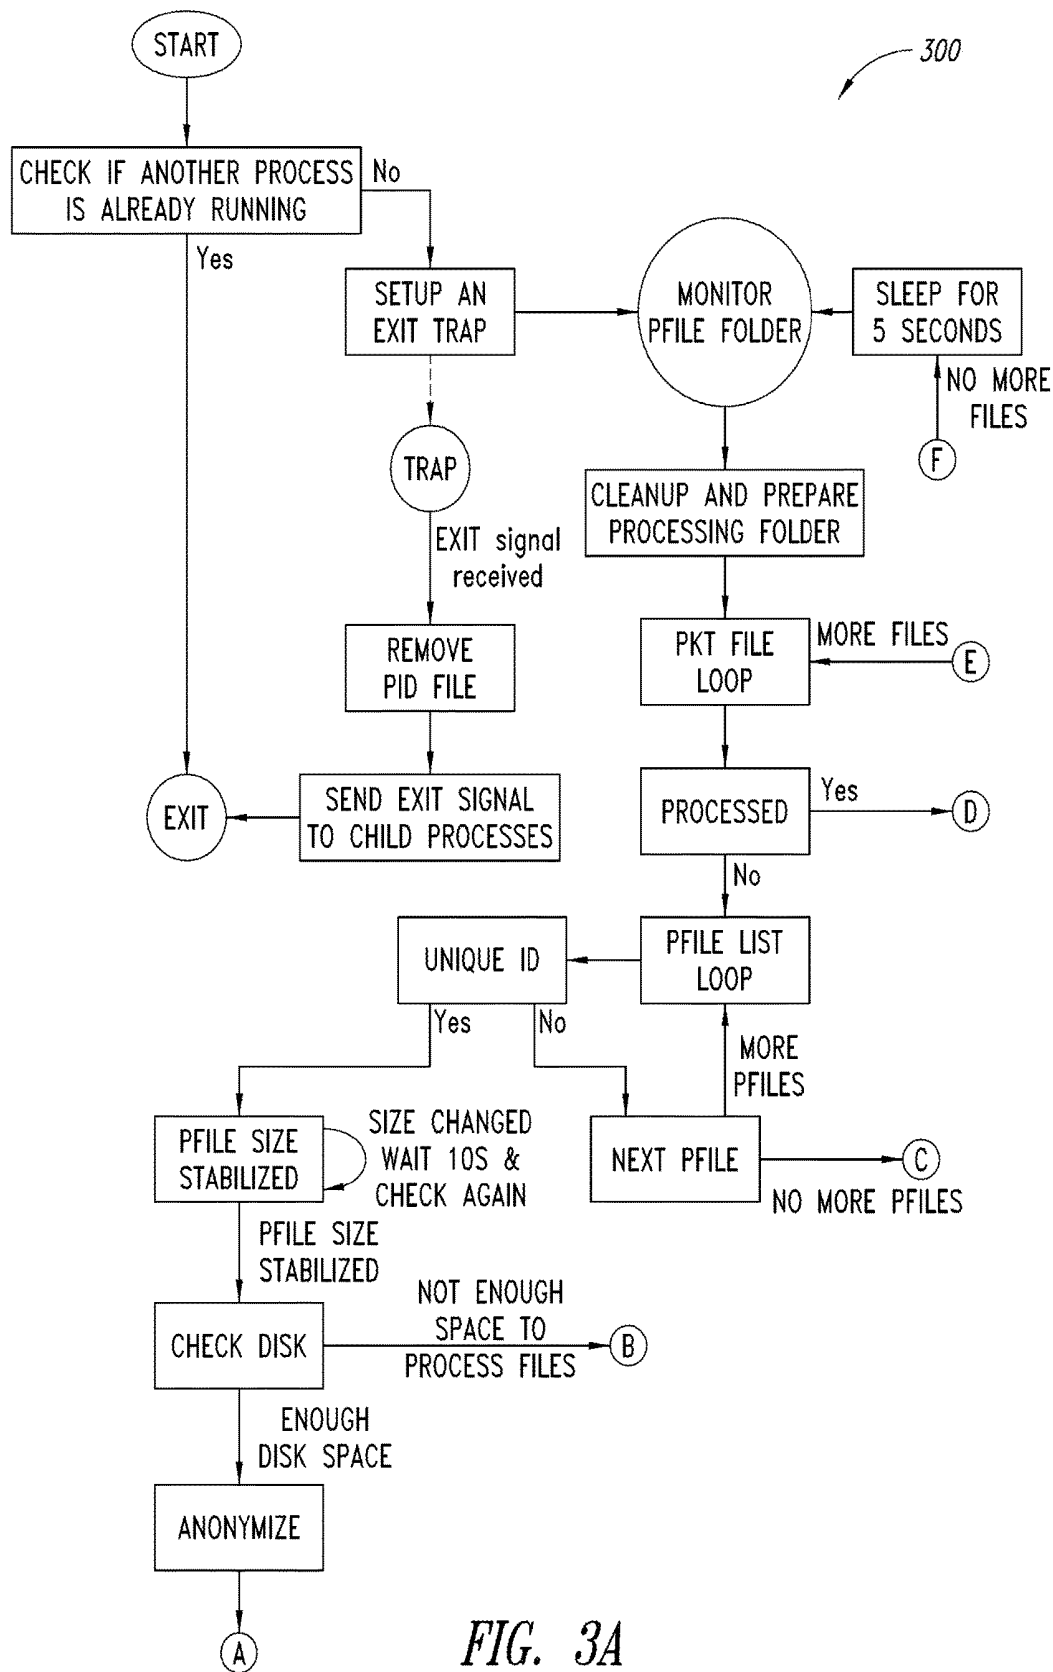 START
300
CHECK IF ANOTHER PROCESS
IS ALREADY RUNNING
No
Yes
SETUP AN
EXIT TRAP
MONITOR
PFILE FOLDER
SLEEP FOR
5 SECONDS
NO MORE
FILES
F
TRAP
CLEANUP AND PREPARE
PROCESSING FOLDER
EXIT signal
received
REMOVE
PID FILE
PKT FILE
LOOP
MORE FILES
E
EXIT
SEND EXIT SIGNAL
TO CHILD PROCESSES
PROCESSED
Yes
D
No
UNIQUE ID
PFILE LIST
LOOP
Yes
No
MORE
PFILES
PFILE SIZE
STABILIZED
SIZE CHANGED
WAIT 10S &
CHECK AGAIN
NEXT PFILE
C
NO MORE PFILES
PFILE SIZE
STABILIZED
CHECK DISK
NOT ENOUGH
SPACE TO
PROCESS FILES
B
ENOUGH
DISK SPACE
ANONYMIZE
A
FIG. 3A